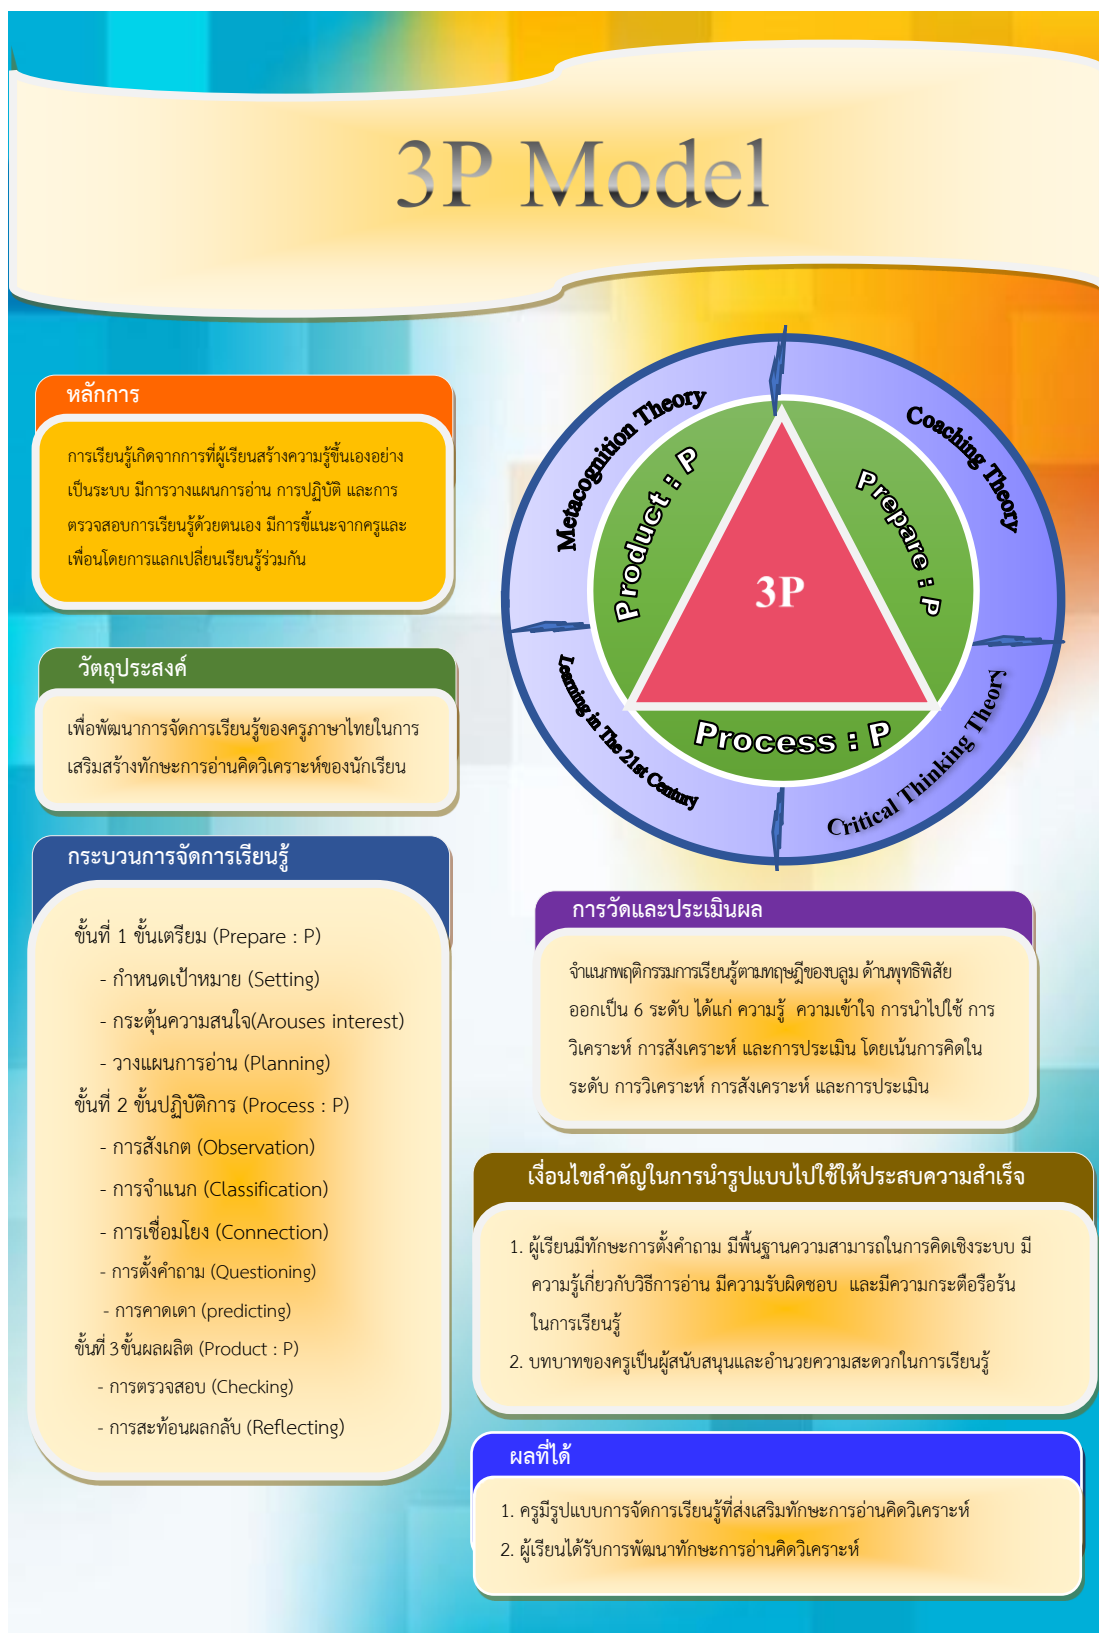 3P Model
หลักการ
การเรียนรู้เกิดจากการที่ผู้เรียนสร้างความรู้ขึ้นเองอย่าง
เป็นระบบ มีการวางแผนการอ่าน การปฏิบัติ และการ
ตรวจสอบการเรียนรู้ด้วยตนเอง มีการชี้แนะจากครูและ
เพื่อนโดยการแลกเปลี่ยนเรียนรู้ร่วมกัน
วัตถุประสงค์
เพื่อพัฒนาการจัดการเรียนรู้ของครูภาษาไทยในการ
เสริมสร้างทักษะการอ่านคิดวิเคราะห์ของนักเรียน
กระบวนการจัดการเรียนรู้
ขั้นที่ 1 ขั้นเตรียม (Prepare : P)
- กำหนดเป้าหมาย (Setting)
- กระตุ้นความสนใจ(Arouses interest)
- วางแผนการอ่าน (Planning)
ขั้นที่ 2 ขั้นปฏิบัติการ (Process : P)
- การสังเกต (Observation)
- การจำแนก (Classification)
- การเชื่อมโยง (Connection)
- การตั้งคำถาม (Questioning)
- การคาดเดา (predicting)
ขั้นที่ 3 ขั้นผลผลิต (Product : P)
- การตรวจสอบ (Checking)
- การสะท้อนผลกลับ (Reflecting)
Metacognition Theory
Coaching Theory
Product : P
Prepare : P
3P
Process : P
Learning in The 21st Century
Critical Thinking Theory
การวัดและประเมินผล
จำแนกพฤติกรรมการเรียนรู้ตามทฤษฎีของบลูม ด้านพุทธิพิสัย
ออกเป็น 6 ระดับ ได้แก่ ความรู้ ความเข้าใจ การนำไปใช้ การ
วิเคราะห์ การสังเคราะห์ และการประเมิน โดยเน้นการคิดใน
ระดับ การวิเคราะห์ การสังเคราะห์ และการประเมิน
เงื่อนไขสำคัญในการนำรูปแบบไปใช้ให้ประสบความสำเร็จ
1. ผู้เรียนมีทักษะการตั้งคำถาม มีพื้นฐานความสามารถในการคิดเชิงระบบ มี
ความรู้เกี่ยวกับวิธีการอ่าน มีความรับผิดชอบ และมีความกระตือรือร้น
ในการเรียนรู้
2. บทบาทของครูเป็นผู้สนับสนุนและอำนวยความสะดวกในการเรียนรู้
ผลที่ได้
1. ครูมีรูปแบบการจัดการเรียนรู้ที่ส่งเสริมทักษะการอ่านคิดวิเคราะห์
2. ผู้เรียนได้รับการพัฒนาทักษะการอ่านคิดวิเคราะห์